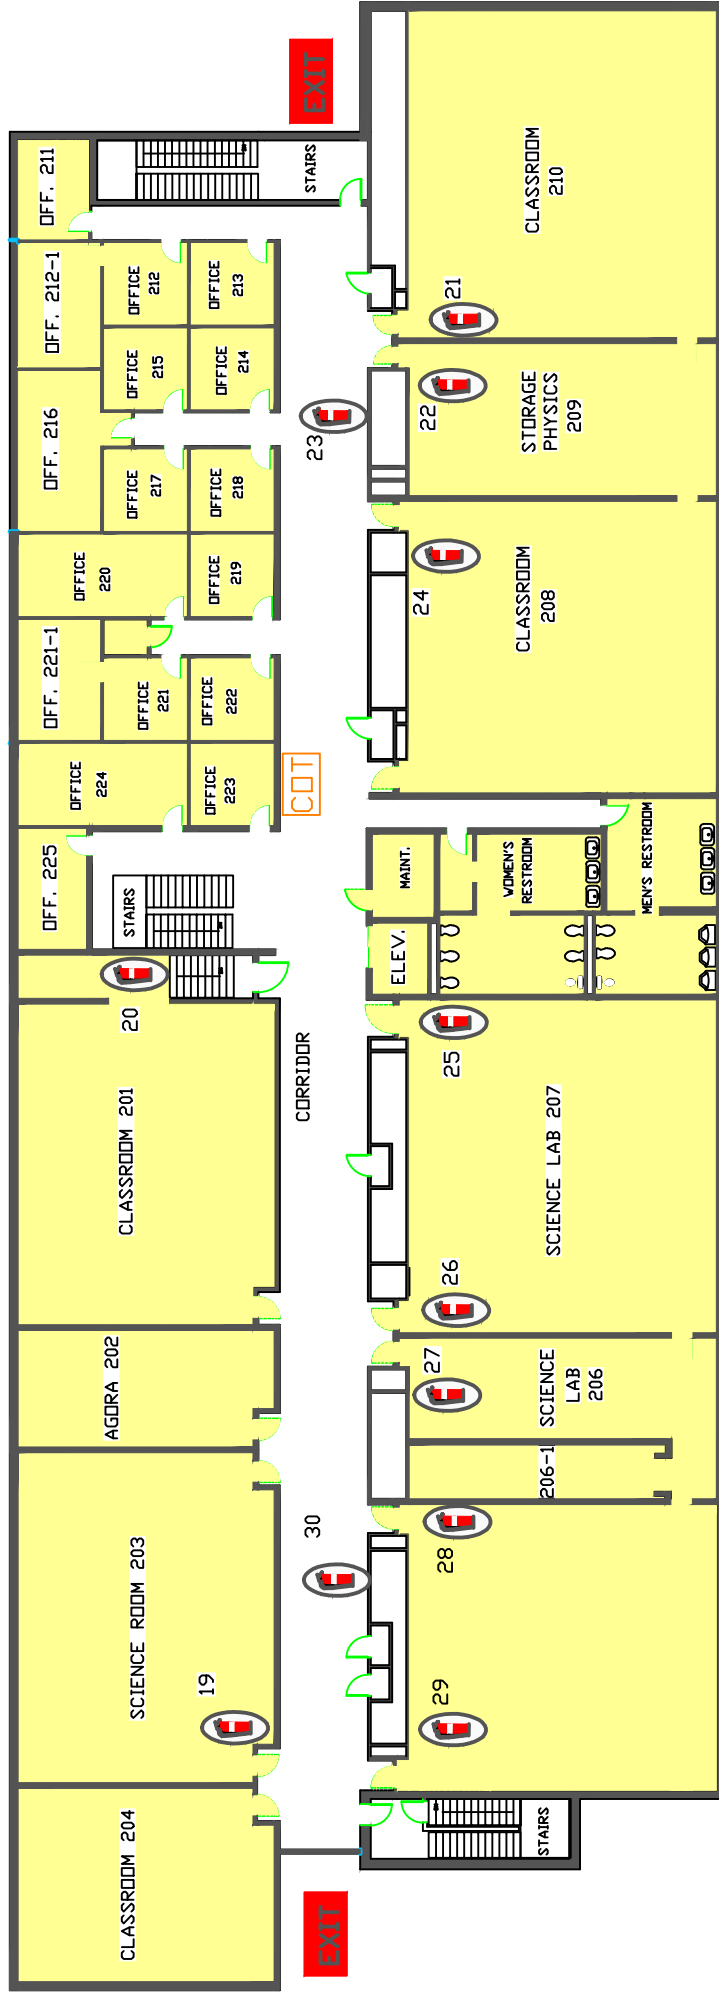 EXIT
OFF. 211
STAIRS
CLASSROOM
210
OFF. 212-1
OFFICE
212
OFFICE
213
21
OFFICE
215
OFFICE
214
22
STORAGE
PHYSICS
209
23
OFF. 216
OFFICE
217
OFFICE
218
OFFICE
220
OFFICE
219
24
CLASSROOM
208
OFF. 221-1
OFFICE
221
OFFICE
222
OFFICE
224
OFFICE
223
COT
OFF. 225
STAIRS
MAINT.
WOMEN'S
RESTROOM
MEN'S RESTROOM
ELEV.
20
25
CORRIDOR
CLASSROOM 201
SCIENCE LAB 207
26
AGORA 202
27
SCIENCE
LAB
206
206-1
30
28
SCIENCE ROOM 203
19
29
CLASSROOM 204
STAIRS
EXIT